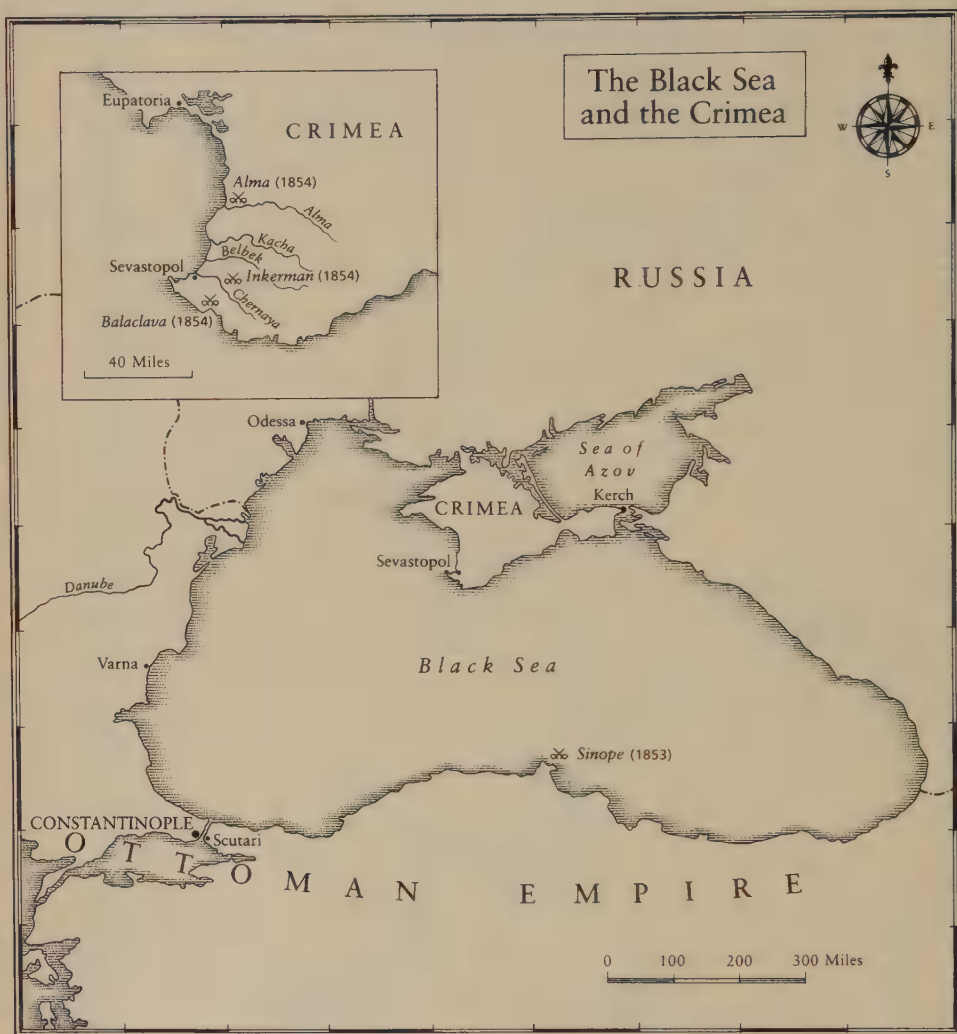 The Black Sea
and the Crimea
W
E
S
Eupatoria
CRIMEA
Alma (1854)
Alma
Kacha
Belbek
Sevastopol
Inkerman (1854)
Chernaya
Balaclava (1854)
40 Miles
RUSSIA
Odessa
Sea of
Azov
Kerch
CRIMEA
Sevastopol
Danube
Varna
Black Sea
Sinope (1853)
CONSTANTINOPLE
Scutari
OTTOMAN EMPIRE
0 100 200 300 Miles